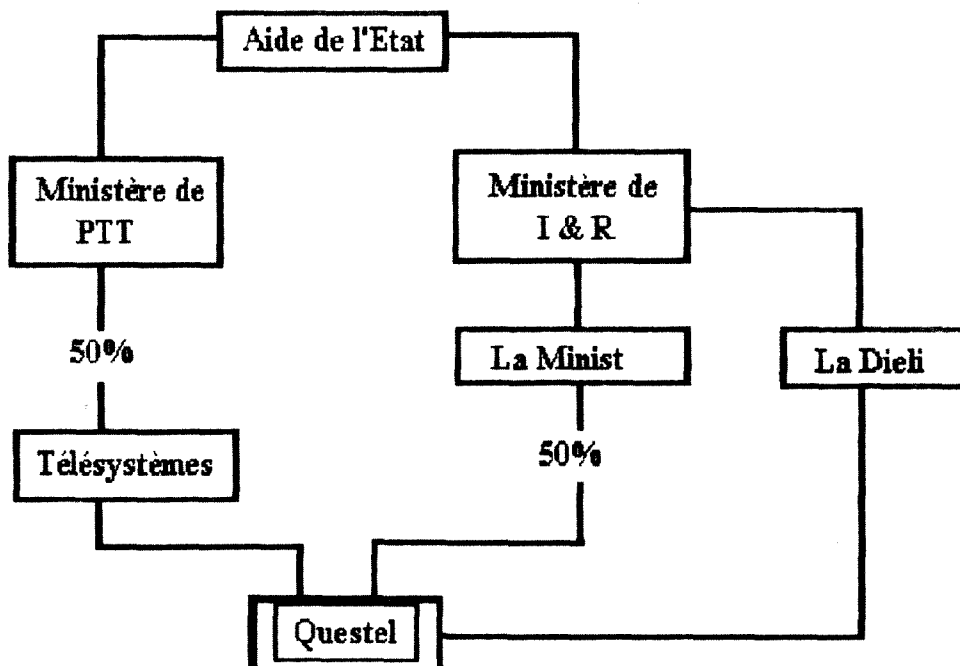 Aide de l'Etat
Ministère de
PTT
Ministère de
I & R
50%
La Minist
La Dieli
Télésystèmes
50%
Questel